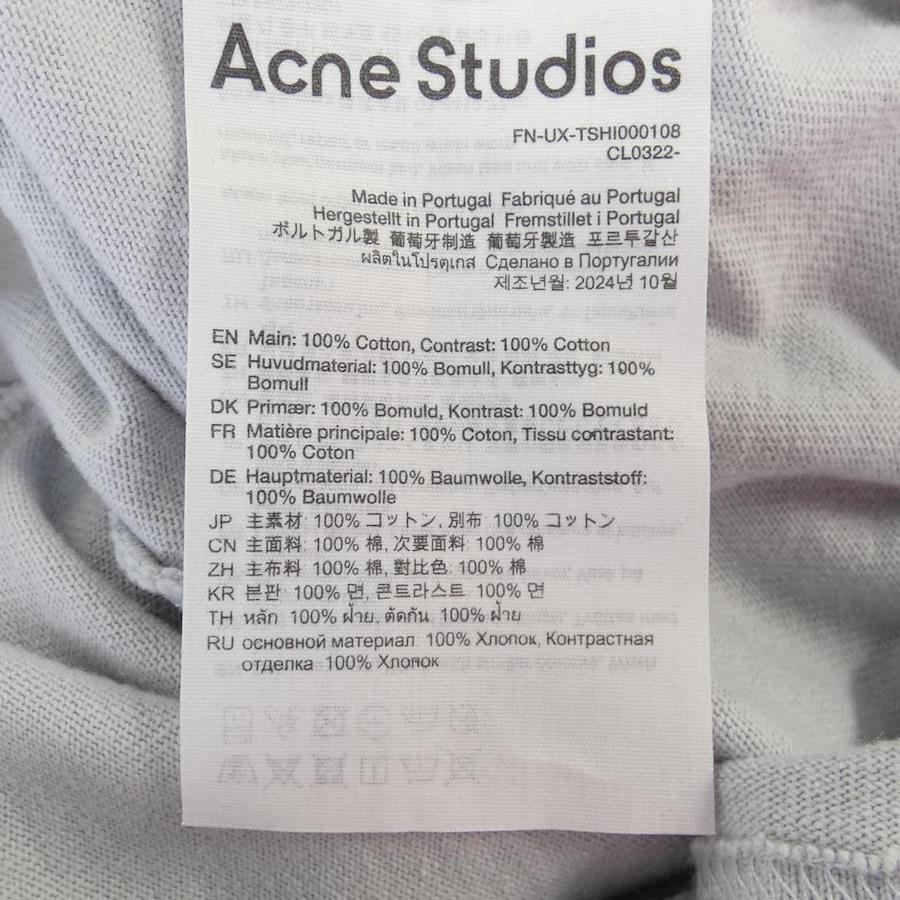 Acne Studios
FN-UX-TSHI000108
CL0322-
Made in Portugal Fabriqué au Portugal
Hergestellt in Portugal Fremstillet i Portugal
ポルトガル製 葡萄牙制造 葡萄牙製造 포르투갈산
ผลิตในโปรตุเกส Сделано в Португалии
제조년월: 2024년 10월
EN Main: 100% Cotton, Contrast: 100% Cotton
SE Huvudmaterial: 100% Bomull, Kontrasttyg: 100%
Bomull
DK Primær: 100% Bomuld, Kontrast: 100% Bomuld
FR Matière principale: 100% Coton, Tissu contrastant:
100% Coton
DE Hauptmaterial: 100% Baumwolle, Kontraststoff:
100% Baumwolle
JP 主素材: 100% コットン, 別布: 100% コットン
CN 主面料: 100% 棉, 次要面料: 100% 棉
ZH 主布料: 100% 棉, 對比色: 100% 棉
KR 본판: 100% 면, 콘트라스트: 100% 면
TH หลัก: 100% ฝ้าย, ตัดกัน: 100% ฝ้าย
RU основной материал: 100% Хлопок, Контрастная
отделка: 100% Хлопок